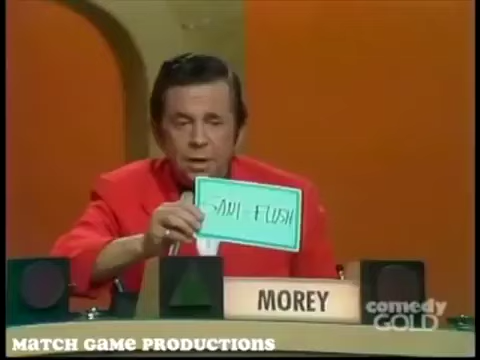 SANI-FLUSH
MOREY
comedy
GOLD
MATCH GAME PRODUCTIONS